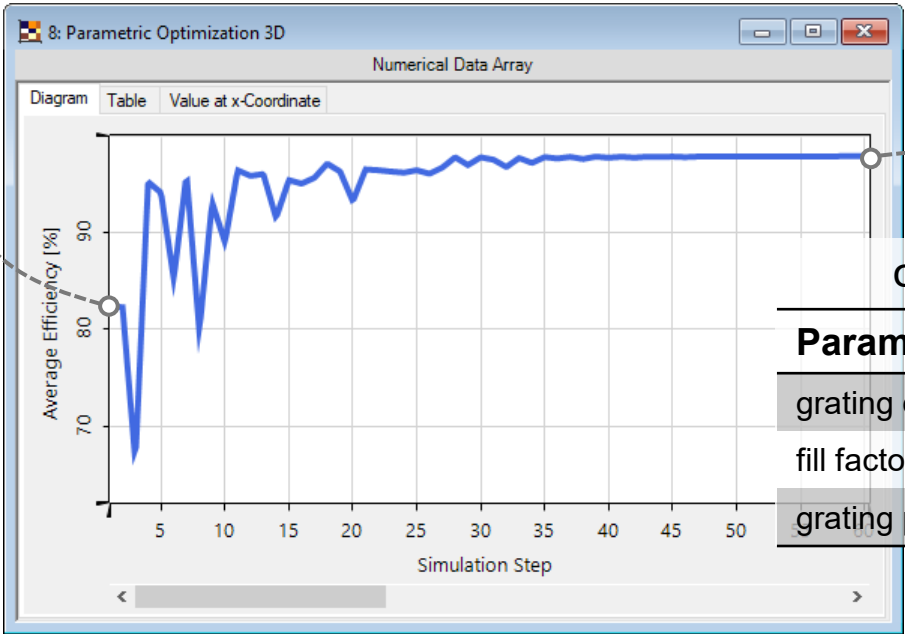 8: Parametric Optimization 3D
Numerical Data Array
Diagram Table Value at x-Coordinate
Average Efficiency [%]
90
80
70
5 10 15 20 25 30 35 40 45 50
Simulation Step
Param
grating
fill facto
grating